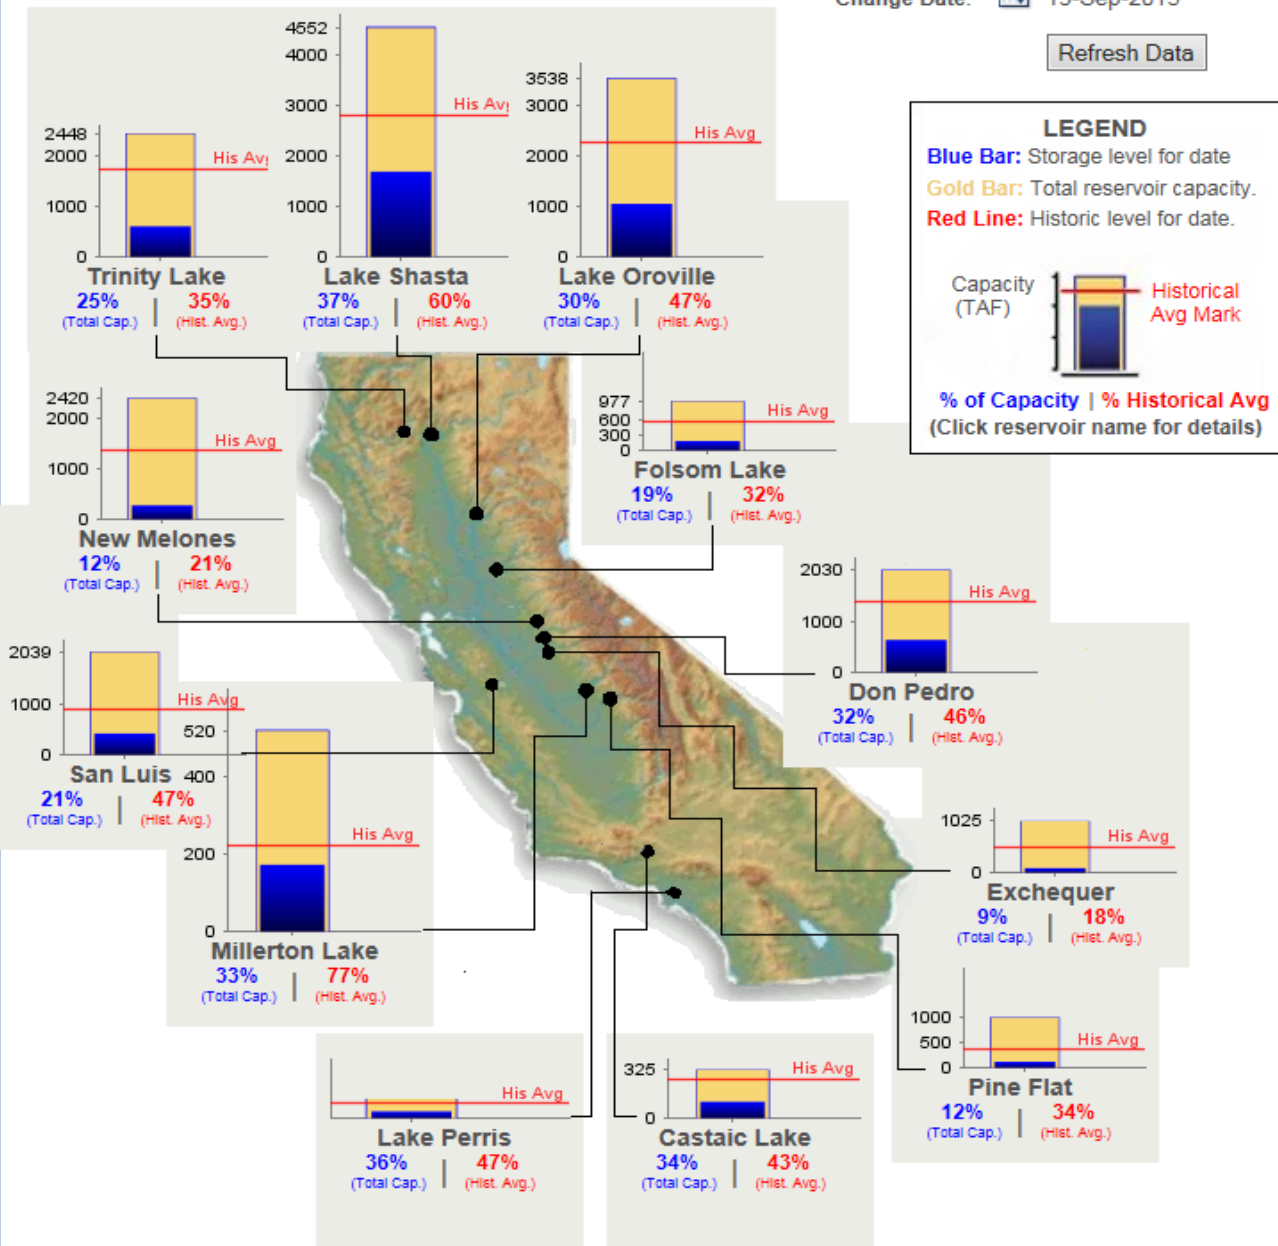 Change Date: 15-Sep-2015
Refresh Data
LEGEND
Blue Bar: Storage level for date
Gold Bar: Total reservoir capacity.
Red Line: Historic level for date.
Capacity
(TAF)
Historical
Avg Mark
% of Capacity | % Historical Avg
(Click reservoir name for details)
2448
2000
1000
0
His Avg
Trinity Lake
25% | 35%
(Total Cap.) (Hist. Avg.)
4552
4000
3000
2000
1000
0
His Avg
Lake Shasta
37% | 60%
(Total Cap.) (Hist. Avg.)
3538
3000
2000
1000
0
His Avg
Lake Oroville
30% | 47%
(Total Cap.) (Hist. Avg.)
2420
2000
1000
0
His Avg
New Melones
12% | 21%
(Total Cap.) (Hist. Avg.)
977
600
300
0
His Avg
Folsom Lake
19% | 32%
(Total Cap.) (Hist. Avg.)
2030
1000
0
His Avg
Don Pedro
32% | 46%
(Total Cap.) (Hist. Avg.)
2039
1000
0
His Avg
San Luis
21% | 47%
(Total Cap.) (Hist. Avg.)
520
400
200
0
His Avg
Millerton Lake
33% | 77%
(Total Cap.) (Hist. Avg.)
1025
0
His Avg
Exchequer
9% | 18%
(Total Cap.) (Hist. Avg.)
1000
500
0
His Avg
Pine Flat
12% | 34%
(Total Cap.) (Hist. Avg.)
His Avg
Lake Perris
36% | 47%
(Total Cap.) (Hist. Avg.)
325
0
His Avg
Castaic Lake
34% | 43%
(Total Cap.) (Hist. Avg.)